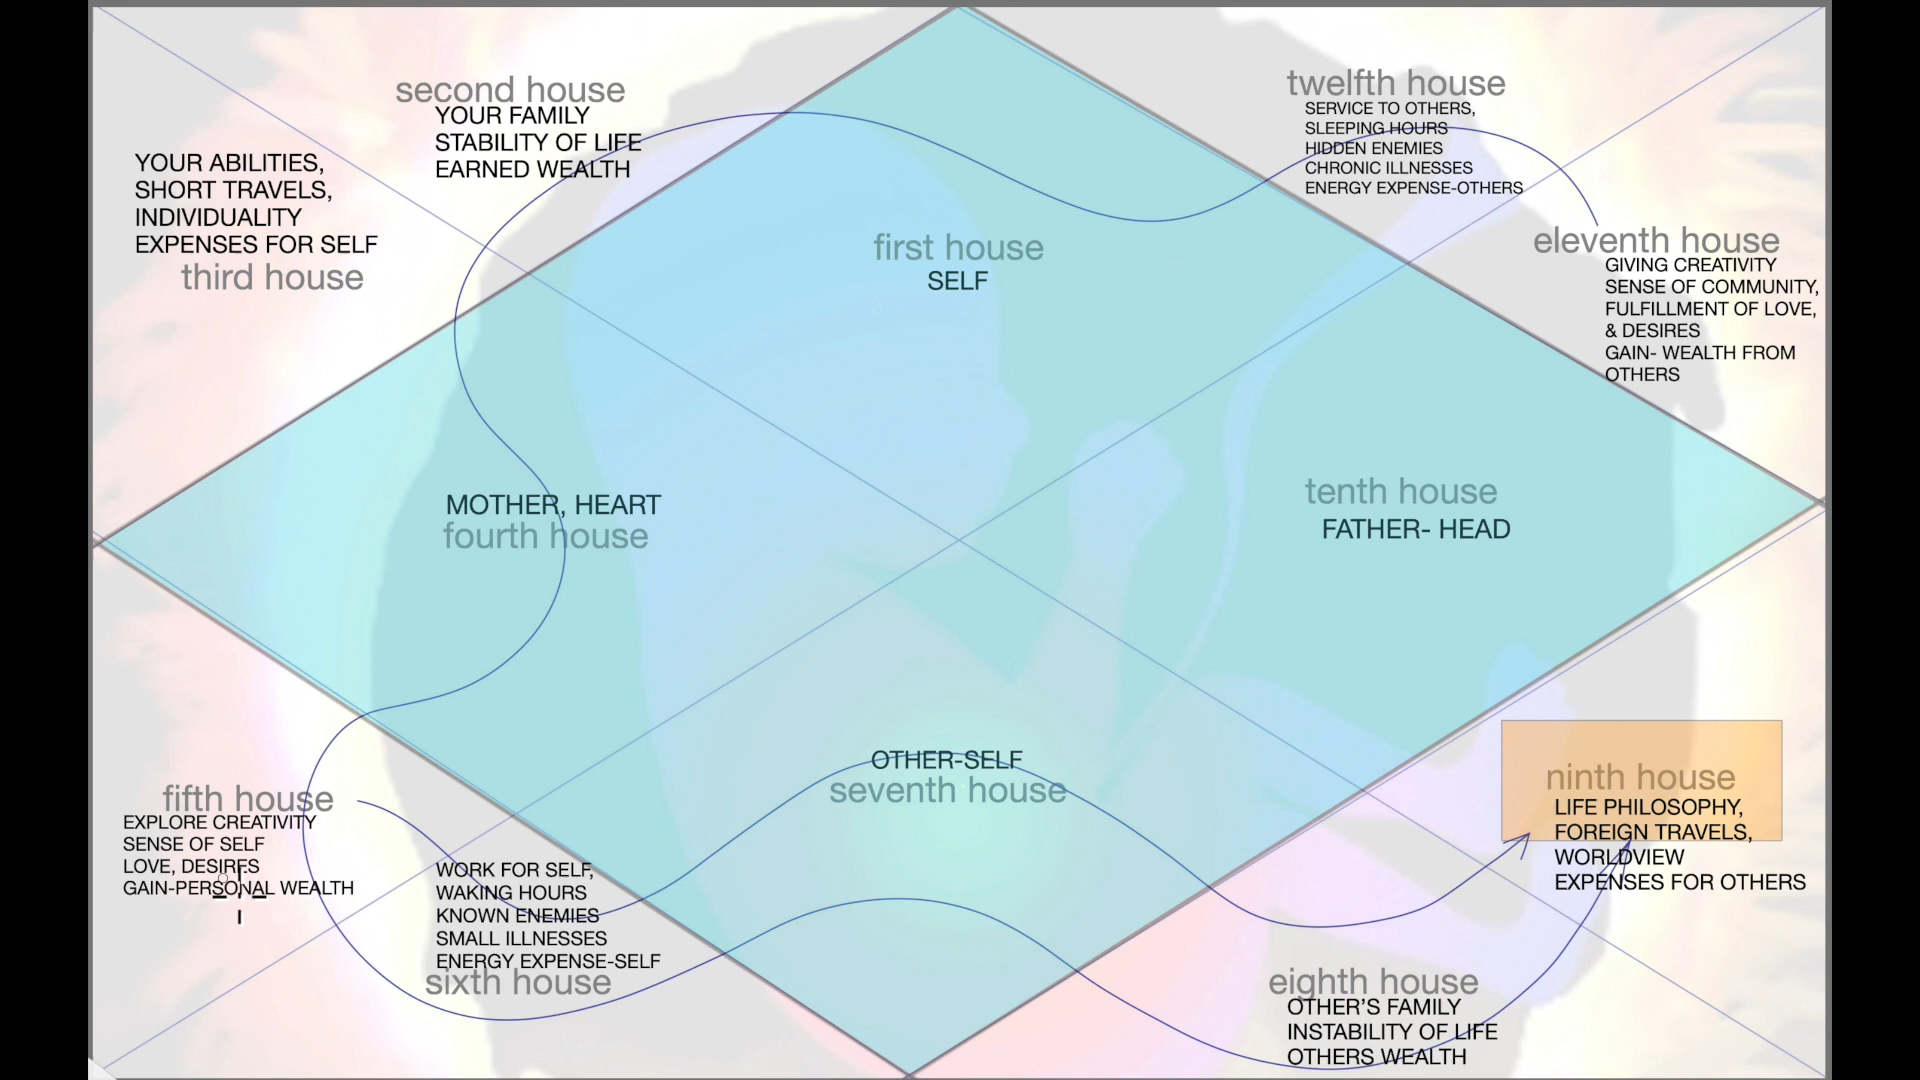 second house
YOUR FAMILY
STABILITY OF LIFE
EARNED WEALTH
twelfth house
SERVICE TO OTHERS,
SLEEPING HOURS
HIDDEN ENEMIES
CHRONIC ILLNESSES
ENERGY EXPENSE-OTHERS
YOUR ABILITIES,
SHORT TRAVELS,
INDIVIDUALITY
EXPENSES FOR SELF
third house
first house
SELF
eleventh house
GIVING CREATIVITY
SENSE OF COMMUNITY,
FULFILLMENT OF LOVE,
& DESIRES
GAIN- WEALTH FROM
OTHERS
MOTHER, HEART
fourth house
tenth house
FATHER- HEAD
OTHER-SELF
seventh house
ninth house
LIFE PHILOSOPHY,
FOREIGN TRAVELS,
WORLDVIEW
EXPENSES FOR OTHERS
fifth house
EXPLORE CREATIVITY
SENSE OF SELF
LOVE, DESIRES
GAIN-PERSONAL WEALTH
WORK FOR SELF,
WAKING HOURS
KNOWN ENEMIES
SMALL ILLNESSES
ENERGY EXPENSE-SELF
sixth house
eighth house
OTHER'S FAMILY
INSTABILITY OF LIFE
OTHERS WEALTH